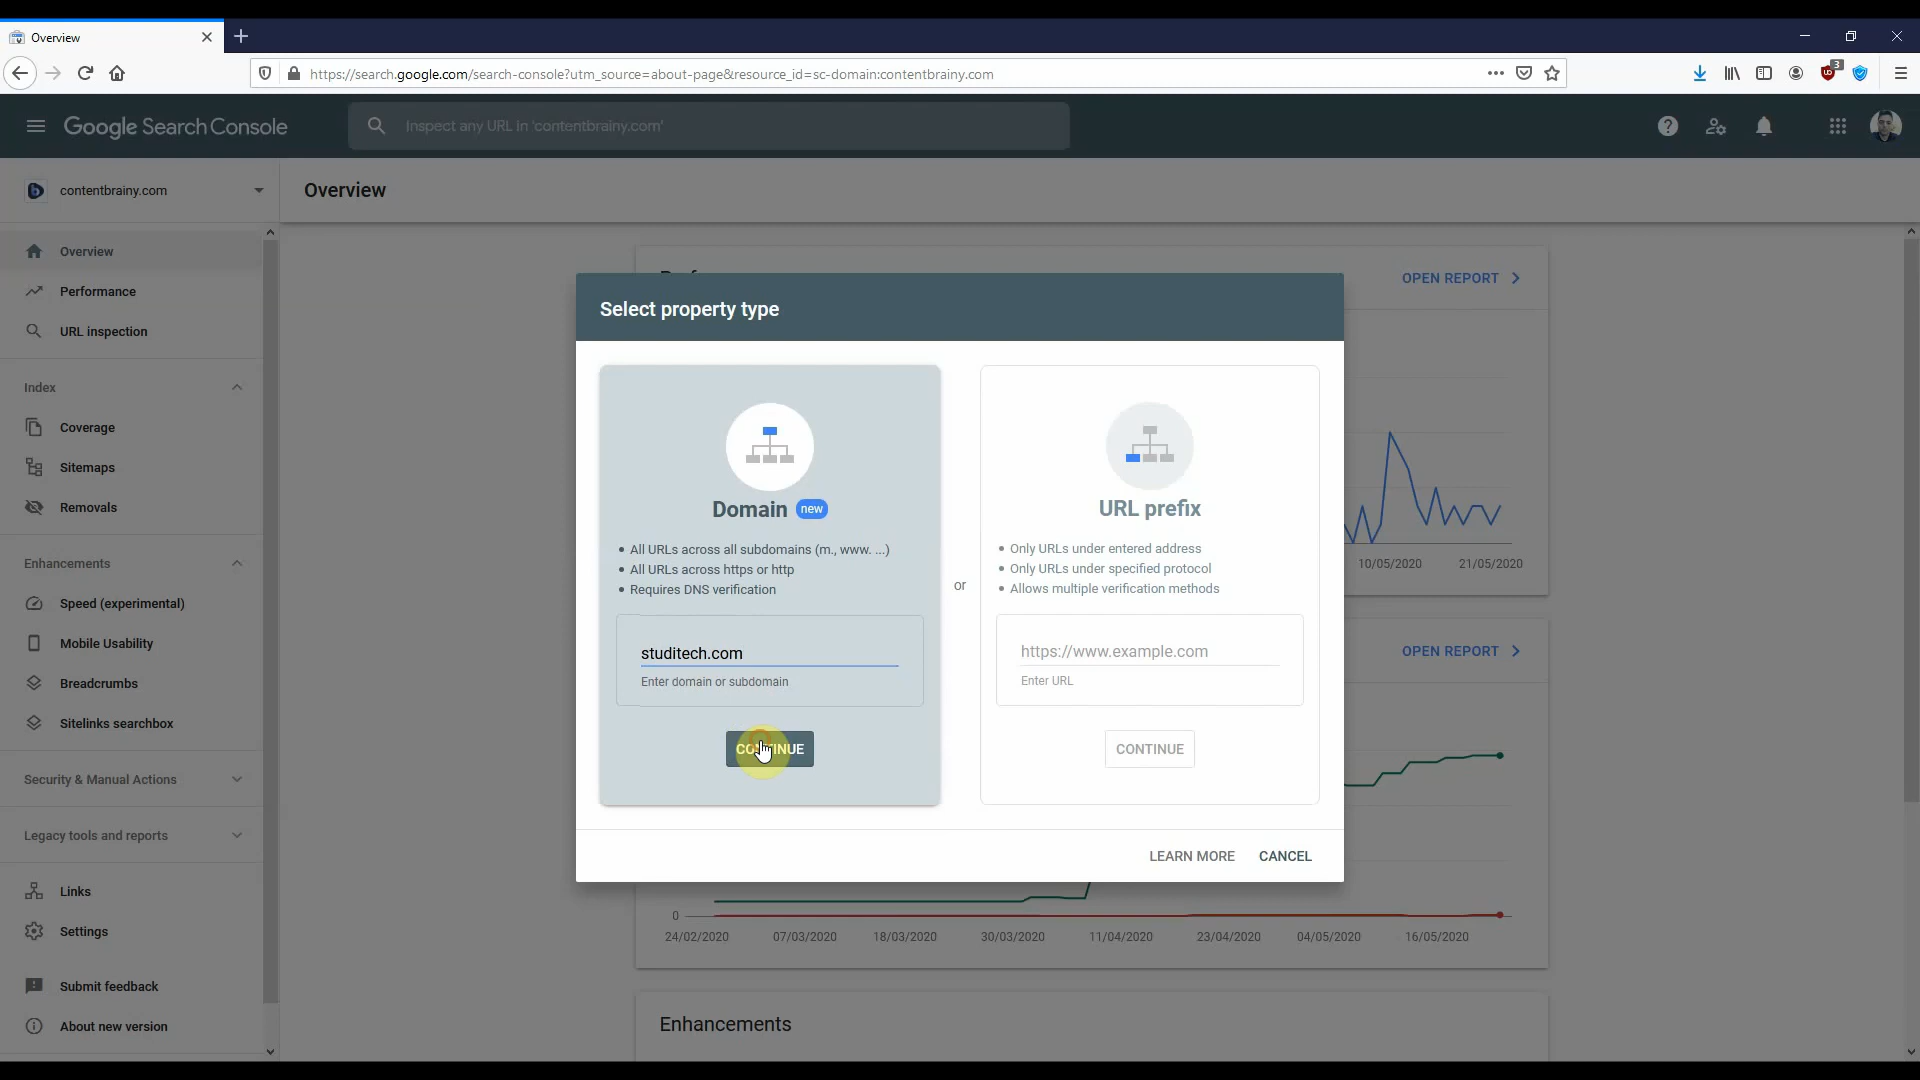 Overview
https://search.google.com/search-console?utm_source=about-page&resource_id=sc-domain:contentbrainy.com
3
Google Search Console
Inspect any URL in 'contentbrainy.com'
contentbrainy.com
Overview
Overview
Performance
URL inspection
Index
Coverage
Sitemaps
Removals
Enhancements
Speed (experimental)
Mobile Usability
Breadcrumbs
Sitelinks searchbox
Security & Manual Actions
Legacy tools and reports
Links
Settings
Submit feedback
About new version
OPEN REPORT
Select property type
Domain new
All URLs across all subdomains (m., www. ...)
All URLs across https or http
Requires DNS verification
studitech.com
Enter domain or subdomain
CONTINUE
or
URL prefix
Only URLs under entered address
Only URLs under specified protocol
Allows multiple verification methods
https://www.example.com
Enter URL
CONTINUE
LEARN MORE CANCEL
10/05/2020 21/05/2020
OPEN REPORT
0
24/02/2020 07/03/2020 18/03/2020 30/03/2020 11/04/2020 23/04/2020 04/05/2020 16/05/2020
Enhancements